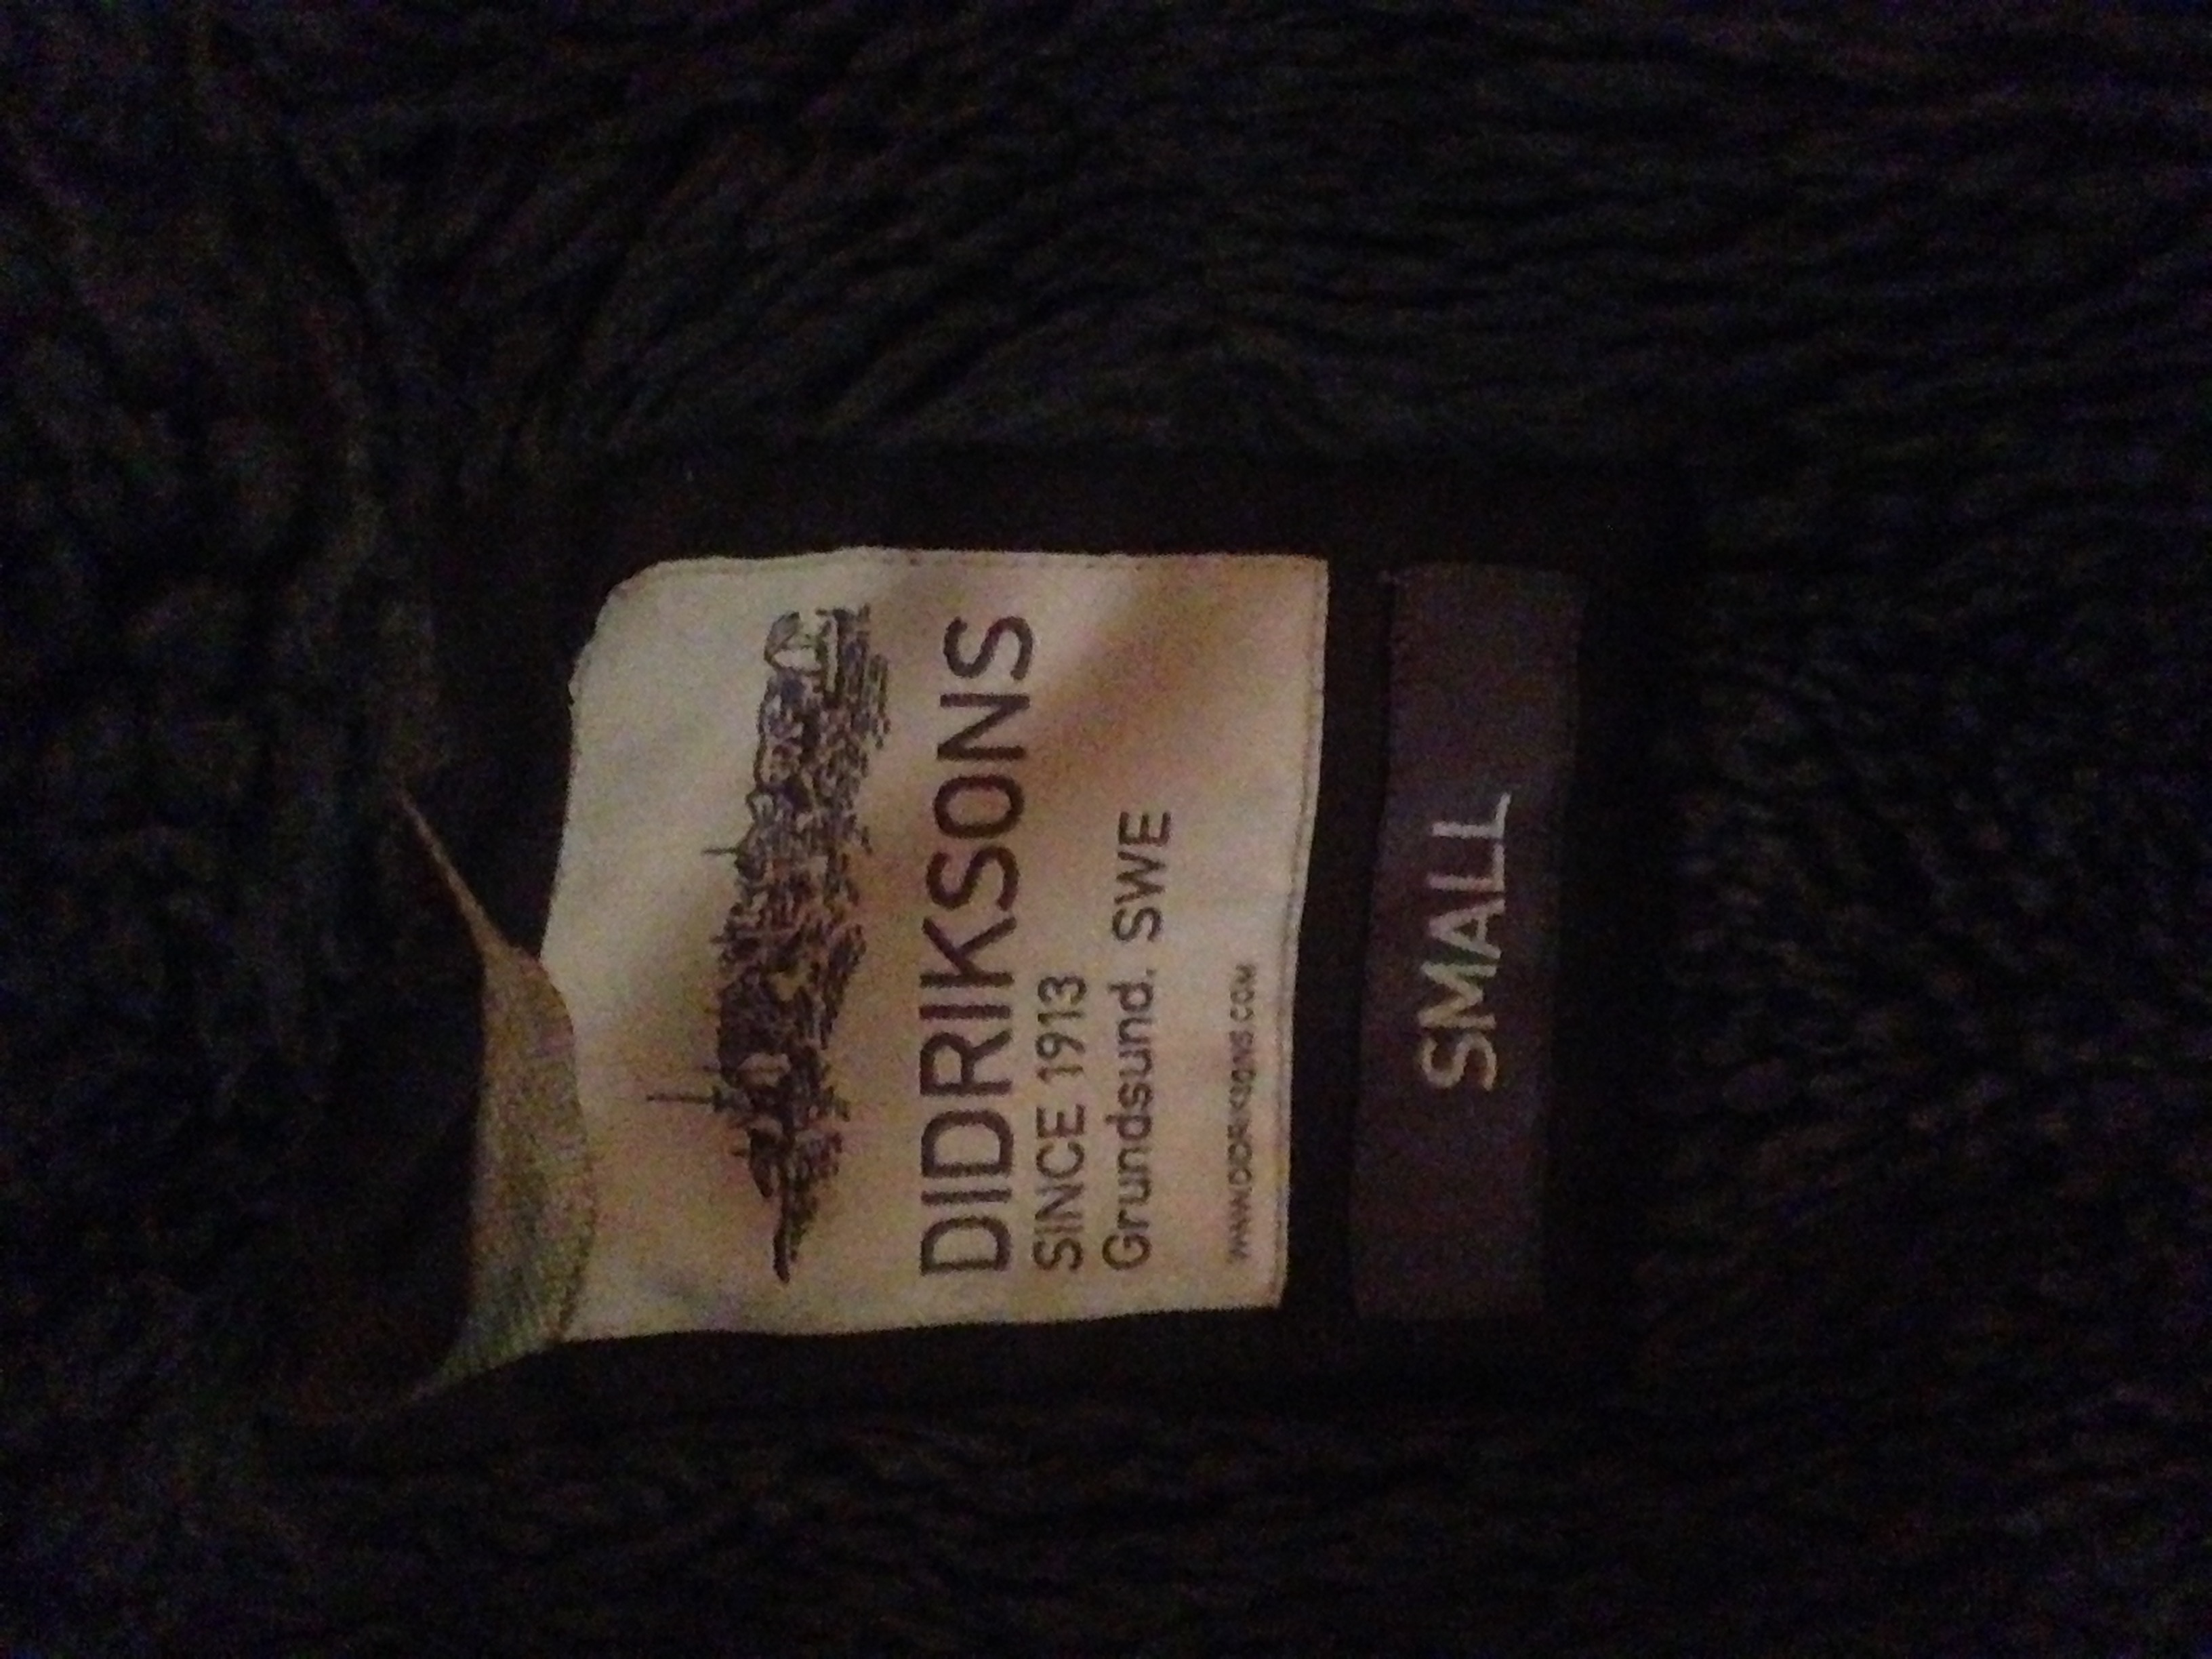 DIDRIKSONS
SINCE 1913
Grundsund. SWE
WWW.DIDRIKSONS.COM
SMALL